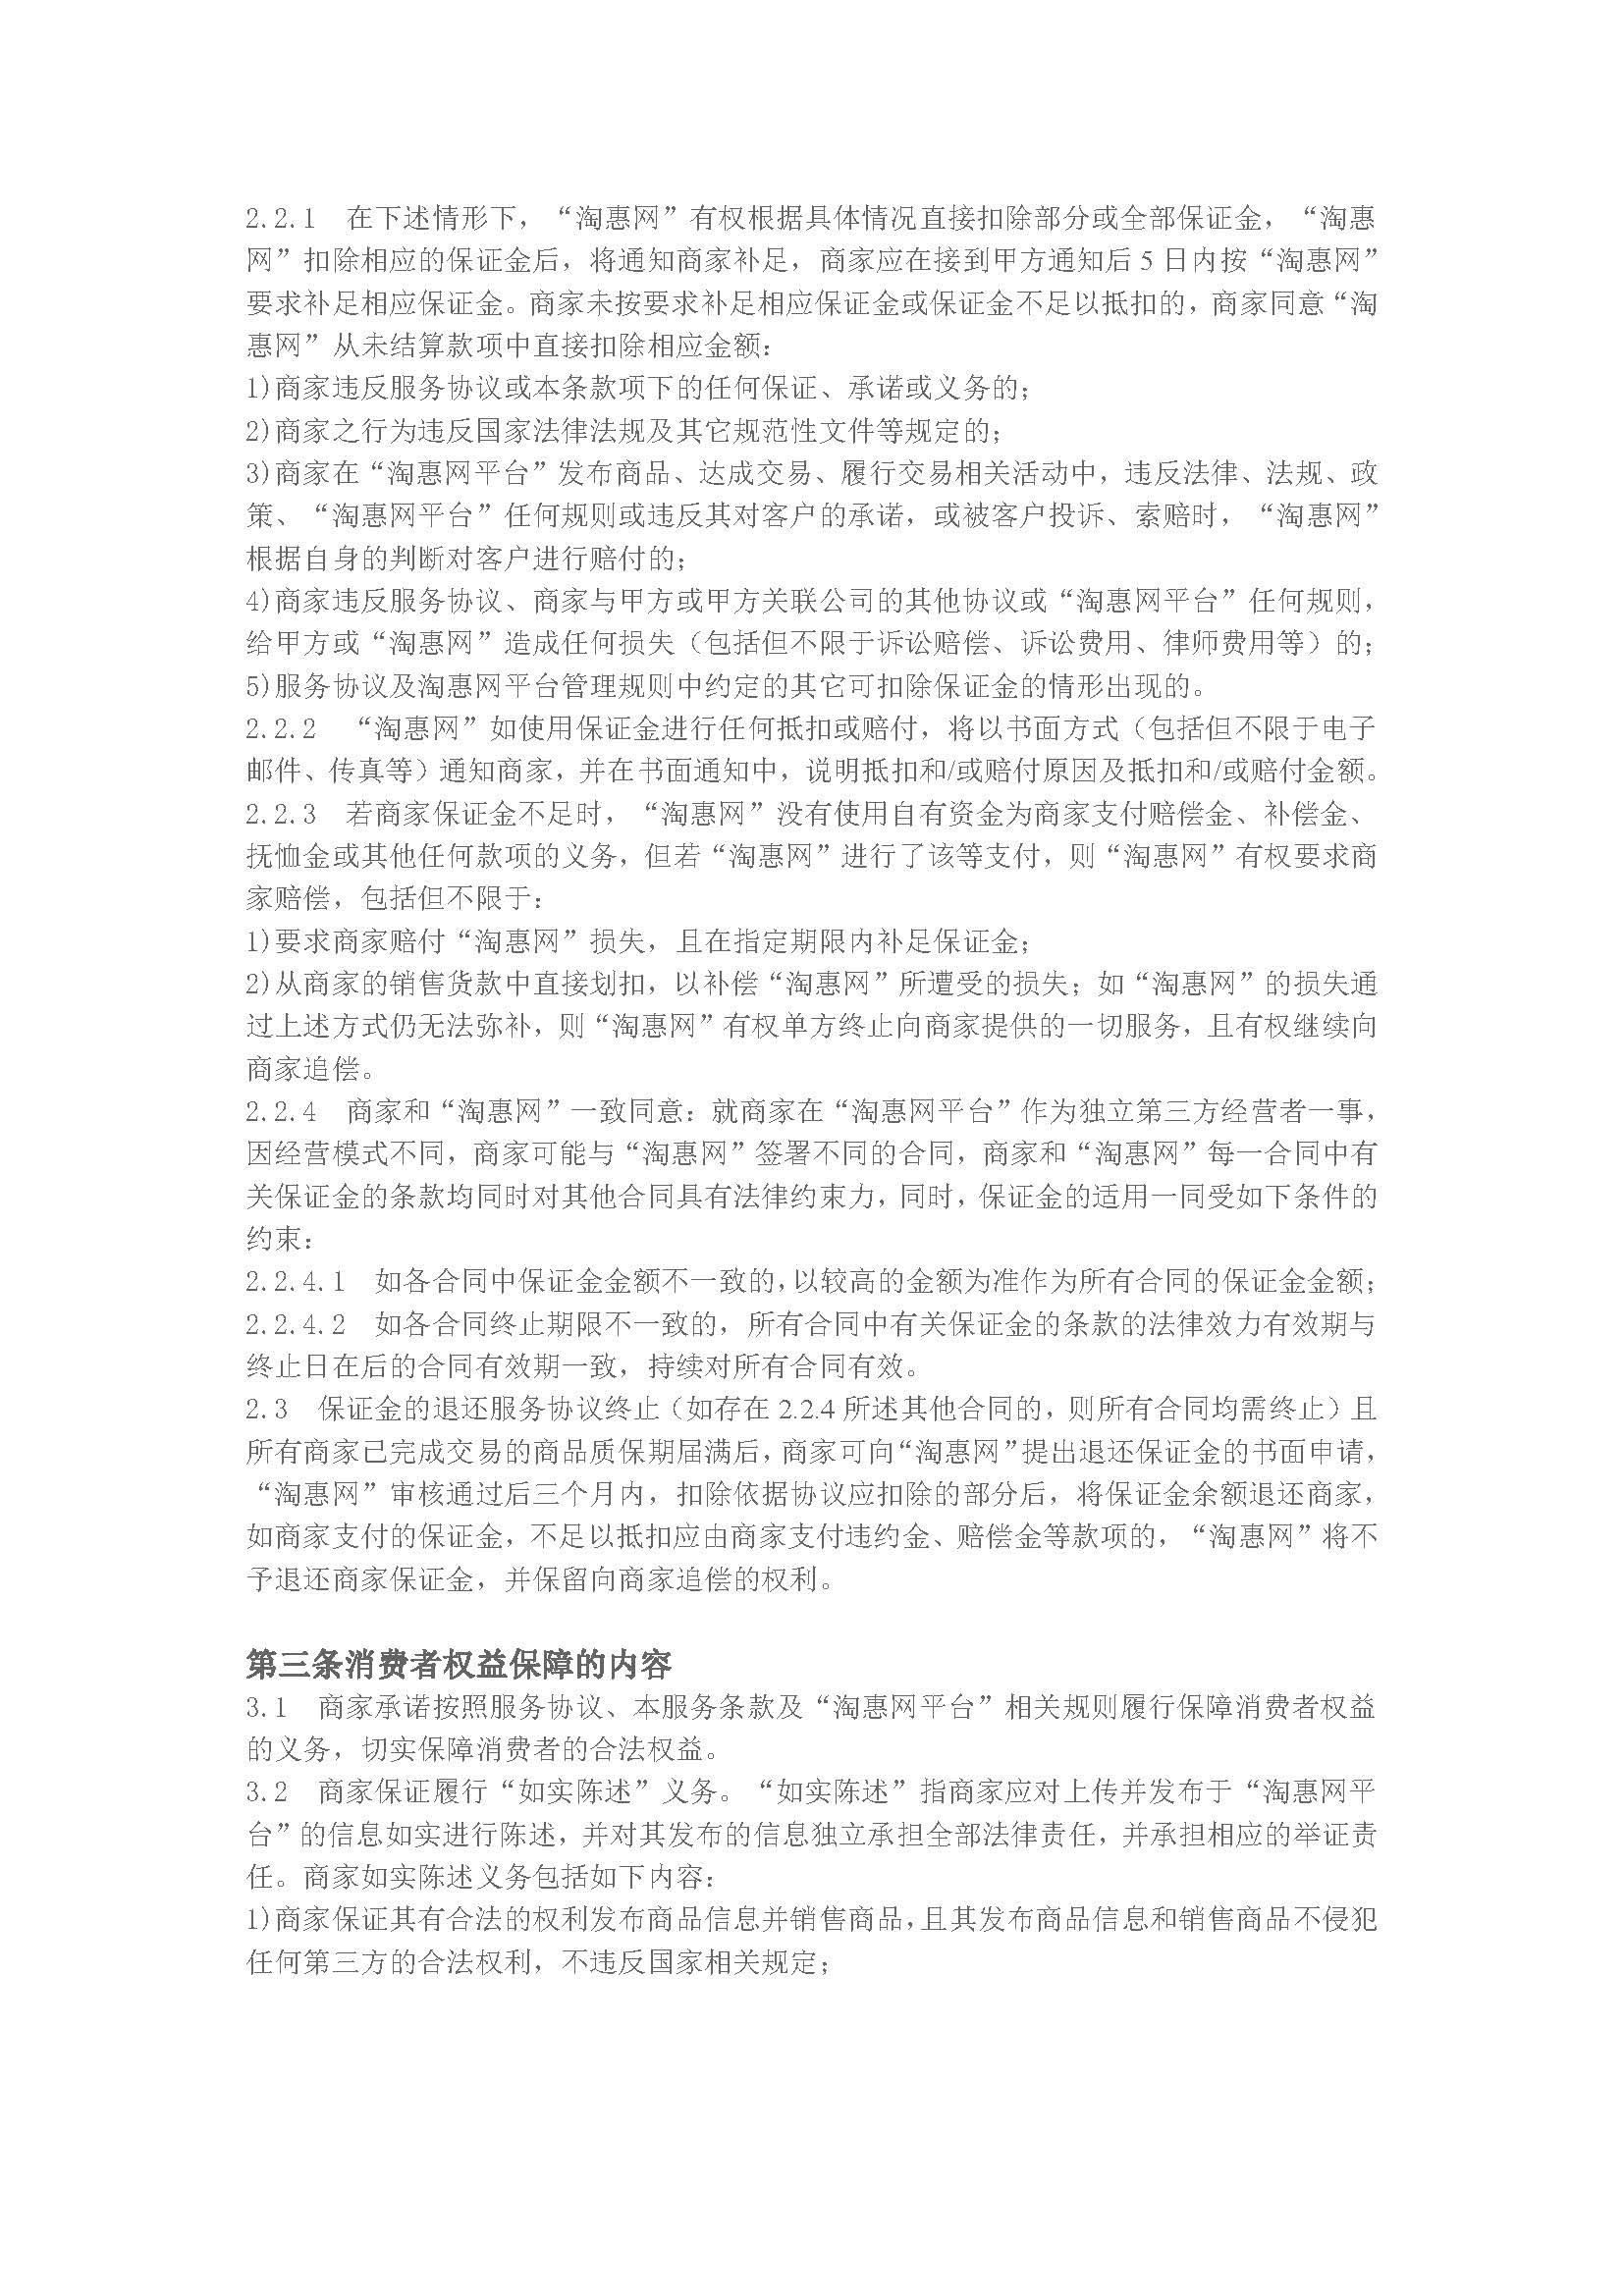 2.2.1 在下述情形下，“淘惠网”有权根据具体情况直接扣除部分或全部保证金，“淘惠
网”扣除相应的保证金后，将通知商家补足，商家应在接到甲方通知后 5 日内按“淘惠网”
要求补足相应保证金。商家未按要求补足相应保证金或保证金不足以抵扣的，商家同意“淘
惠网”从未结算款项中直接扣除相应金额：
1)商家违反服务协议或本条款项下的任何保证、承诺或义务的；
2)商家之行为违反国家法律法规及其它规范性文件等规定的；
3)商家在“淘惠网平台”发布商品、达成交易、履行交易相关活动中，违反法律、法规、政
策、“淘惠网平台”任何规则或违反其对客户的承诺，或被客户投诉、索赔时，“淘惠网”
根据自身的判断对客户进行赔付的；
4)商家违反服务协议、商家与甲方或甲方关联公司的其他协议或“淘惠网平台”任何规则，
给甲方或“淘惠网”造成任何损失（包括但不限于诉讼赔偿、诉讼费用、律师费用等）的；
5)服务协议及淘惠网平台管理规则中约定的其它可扣除保证金的情形出现的。
2.2.2 “淘惠网”如使用保证金进行任何抵扣或赔付，将以书面方式（包括但不限于电子
邮件、传真等）通知商家，并在书面通知中，说明抵扣和/或赔付原因及抵扣和/或赔付金额。
2.2.3 若商家保证金不足时，“淘惠网”没有使用自有资金为商家支付赔偿金、补偿金、
抚恤金或其他任何款项的义务，但若“淘惠网”进行了该等支付，则“淘惠网”有权要求商
家赔偿，包括但不限于：
1)要求商家赔付“淘惠网”损失，且在指定期限内补足保证金；
2)从商家的销售货款中直接划扣，以补偿“淘惠网”所遭受的损失；如“淘惠网”的损失通
过上述方式仍无法弥补，则“淘惠网”有权单方终止向商家提供的一切服务，且有权继续向
商家追偿。
2.2.4 商家和“淘惠网”一致同意：就商家在“淘惠网平台”作为独立第三方经营者一事，
因经营模式不同，商家可能与“淘惠网”签署不同的合同，商家和“淘惠网”每一合同中有
关保证金的条款均同时对其他合同具有法律约束力，同时，保证金的适用一同受如下条件的
约束：
2.2.4.1 如各合同中保证金金额不一致的，以较高的金额为准作为所有合同的保证金金额；
2.2.4.2 如各合同终止期限不一致的，所有合同中有关保证金的条款的法律效力有效期与
终止日在后的合同有效期一致，持续对所有合同有效。
2.3 保证金的退还服务协议终止（如存在 2.2.4 所述其他合同的，则所有合同均需终止）且
所有商家已完成交易的商品质保期届满后，商家可向“淘惠网”提出退还保证金的书面申请，
“淘惠网”审核通过后三个月内，扣除依据协议应扣除的部分后，将保证金余额退还商家，
如商家支付的保证金，不足以抵扣应由商家支付违约金、赔偿金等款项的，“淘惠网”将不
予退还商家保证金，并保留向商家追偿的权利。
第三条消费者权益保障的内容
3.1 商家承诺按照服务协议、本服务条款及“淘惠网平台”相关规则履行保障消费者权益
的义务，切实保障消费者的合法权益。
3.2 商家保证履行“如实陈述”义务。“如实陈述”指商家应对上传并发布于“淘惠网平
台”的信息如实进行陈述，并对其发布的信息独立承担全部法律责任，并承担相应的举证责
任。商家如实陈述义务包括如下内容：
1)商家保证其有合法的权利发布商品信息并销售商品，且其发布商品信息和销售商品不侵犯
任何第三方的合法权利，不违反国家相关规定；